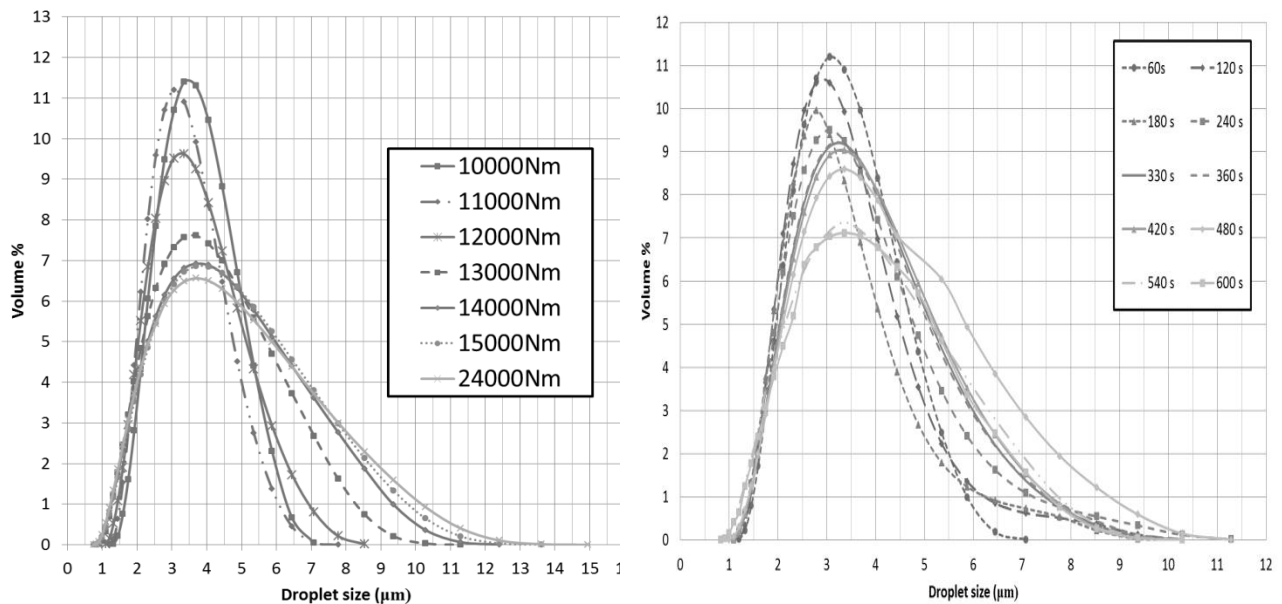 13
12
11
10
9
8
7
6
5
4
3
2
1
0
Volume %
10000Nm
11000Nm
12000Nm
13000Nm
14000Nm
15000Nm
24000Nm
0 1 2 3 4 5 6 7 8 9 10 11 12 13 14 15 1
Droplet size (µm)
12
11
10
9
8
7
6
5
4
3
2
1
0
Volume %
60s 120 s
180 s 240 s
330 s 360 s
420 s 480 s
540 s 600 s
0 1 2 3 4 5 6 7 8 9 10 11 12
Droplet size (µm)